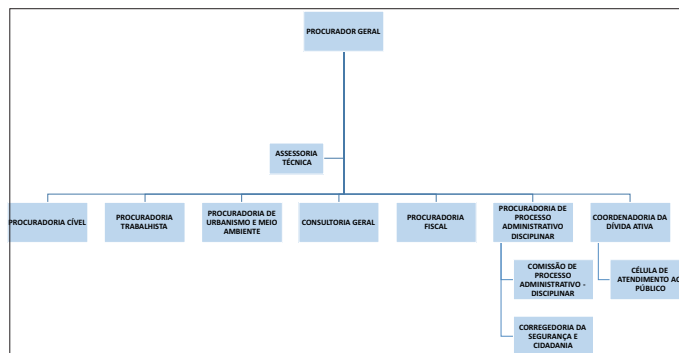 PROCURADOR GERAL
ASSESSORIA
TÉCNICA
PROCURADORIA CÍVEL
PROCURADORIA
TRABALHISTA
PROCURADORIA DE
URBANISMO E MEIO
AMBIENTE
CONSULTORIA GERAL
PROCURADORIA
FISCAL
PROCURADORIA DE
PROCESSO
ADMINISTRATIVO
DISCIPLINAR
COORDENADORIA DA
DÍVIDA ATIVA
COMISSÃO DE
PROCESSO
ADMINISTRATIVO -
DISCIPLINAR
CÉLULA DE
ATENDIMENTO AO
PÚBLICO
CORREGEDORIA DA
SEGURANÇA E
CIDADANIA